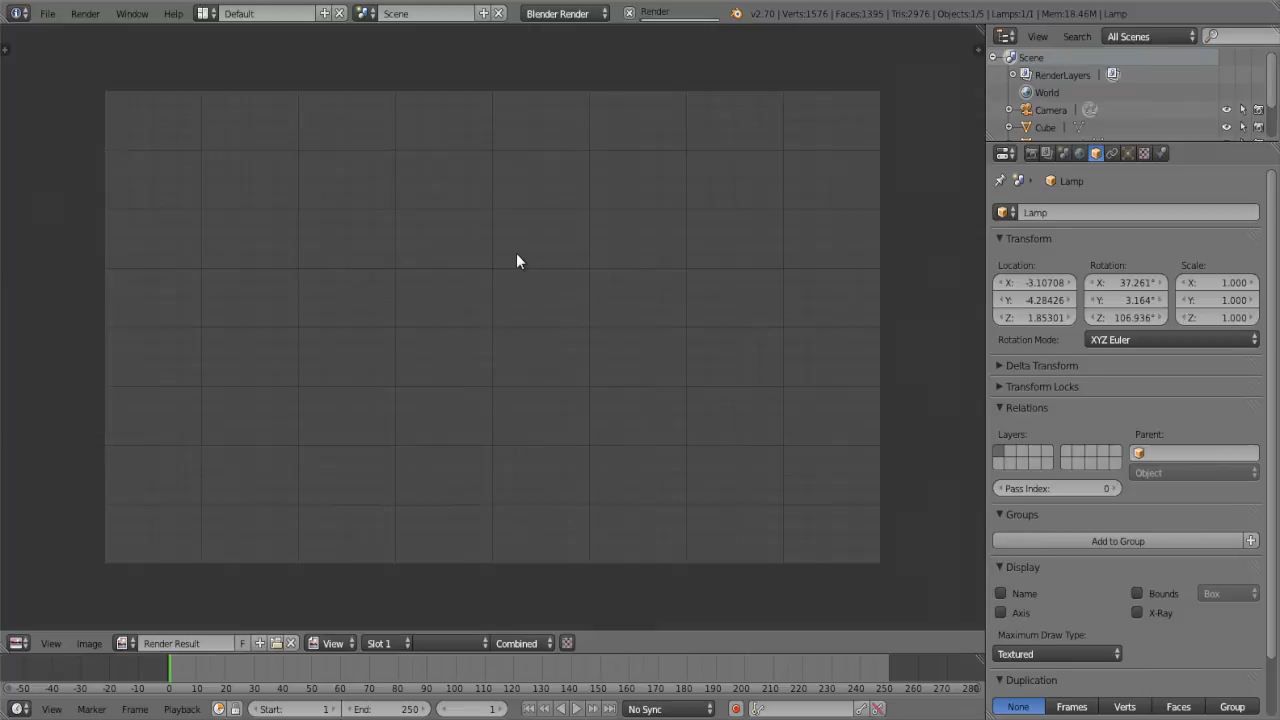 File Render Window Help Default Scene Blender Render Render v2.70 | Verts:1576 | Faces:1395 | Tris:2976 | Objects:1/5 | Lamps:1/1 | Mem:18.46M | Lamp
View Search All Scenes
Scene
RenderLayers |
World
Camera |
Cube |
Lamp
Lamp
Transform
Location: Rotation: Scale:
X: -3.10708 X: 37.261° X: 1.000
Y: -4.28426 Y: 3.164° Y: 1.000
Z: 1.85301 Z: 106.936° Z: 1.000
Rotation Mode: XYZ Euler
Delta Transform
Transform Locks
Relations
Layers: Parent:
Object
Pass Index: 0
Groups
Add to Group
Display
Name Bounds Box
Axis X-Ray
Maximum Draw Type:
Textured
Duplication
None Frames Verts Faces Group
View Image Render Result F View Slot 1 Combined
-50 -40 -30 -20 -10 0 10 20 30 40 50 60 70 80 90 100 110 120 130 140 150 160 170 180 190 200 210 220 230 240 250 260 270 280
View Marker Frame Playback Start: 1 End: 250 1 No Sync